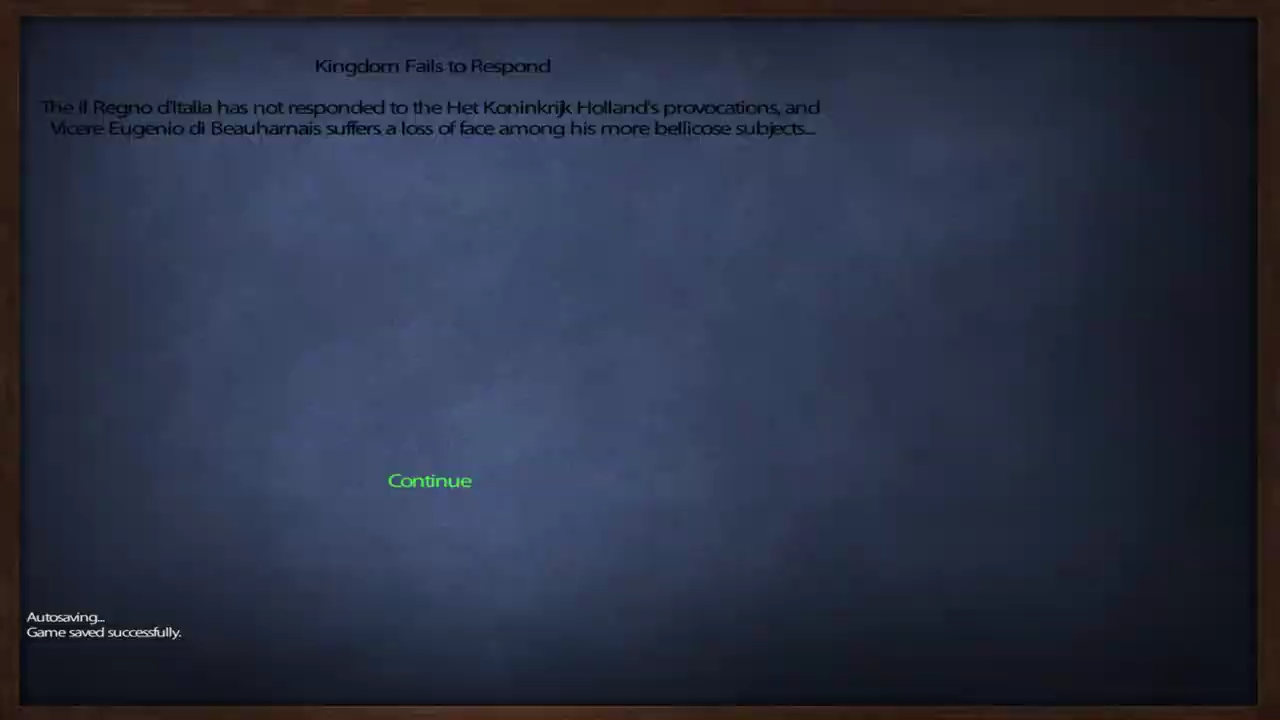 Kingdom Fails to Respond
The Il Regno d'Italia has not responded to the Het Koninkrijk Holland's provocations, and
Vicere Eugenio di Beauharnais suffers a loss of face among his more bellicose subjects...
Continue
Autosaving...
Game saved successfully.